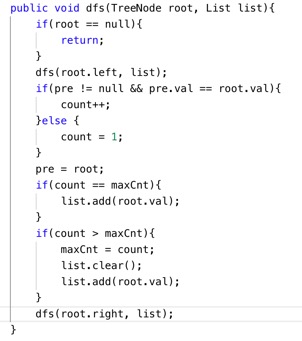 public void dfs(TreeNode root, List list){
    if(root == null){
        return;
    }
    dfs(root.left, list);
    if(pre != null && pre.val == root.val){
        count++;
    }else {
        count = 1;
    }
    pre = root;
    if(count == maxCnt){
        list.add(root.val);
    }
    if(count > maxCnt){
        maxCnt = count;
        list.clear();
        list.add(root.val);
    }
    dfs(root.right, list);
}